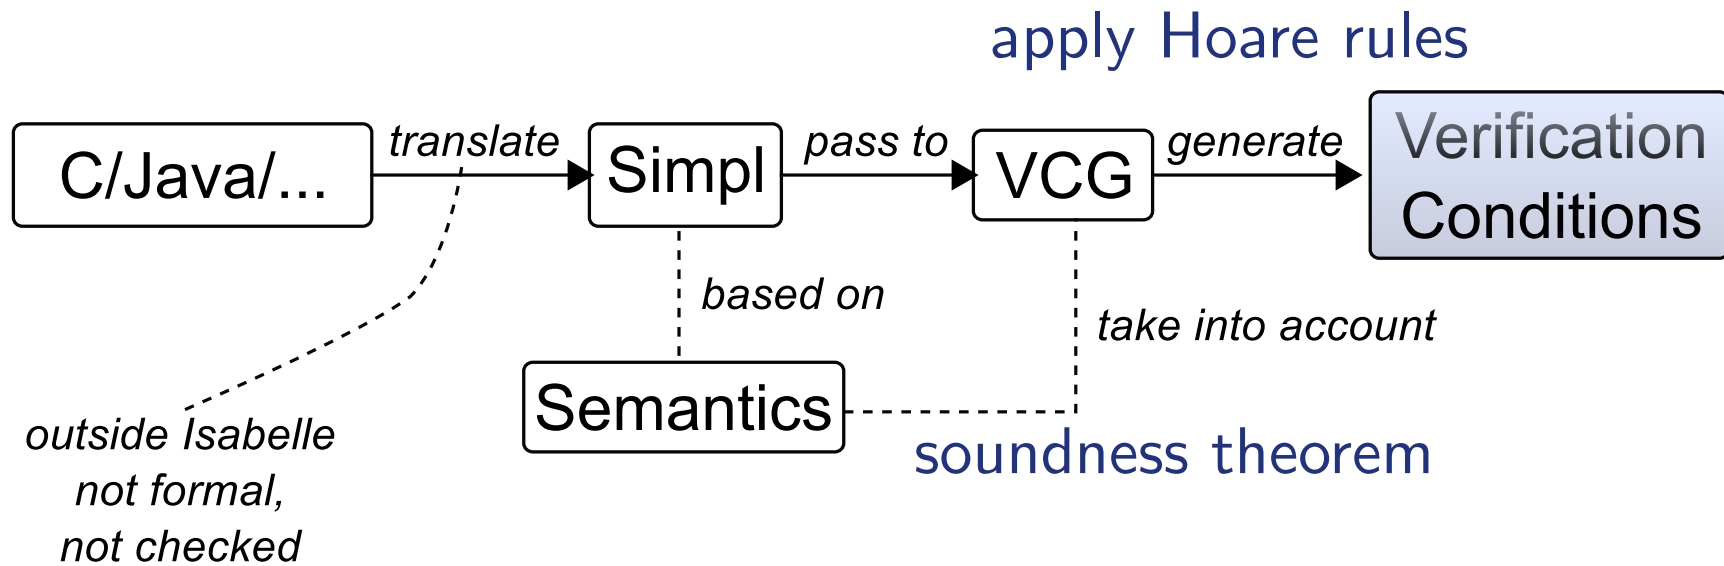 apply Hoare rules
C/Java/...
translate
Simpl
pass to
VCG
generate
Verification
Conditions
based on
take into account
Semantics
soundness theorem
outside Isabelle
not formal,
not checked